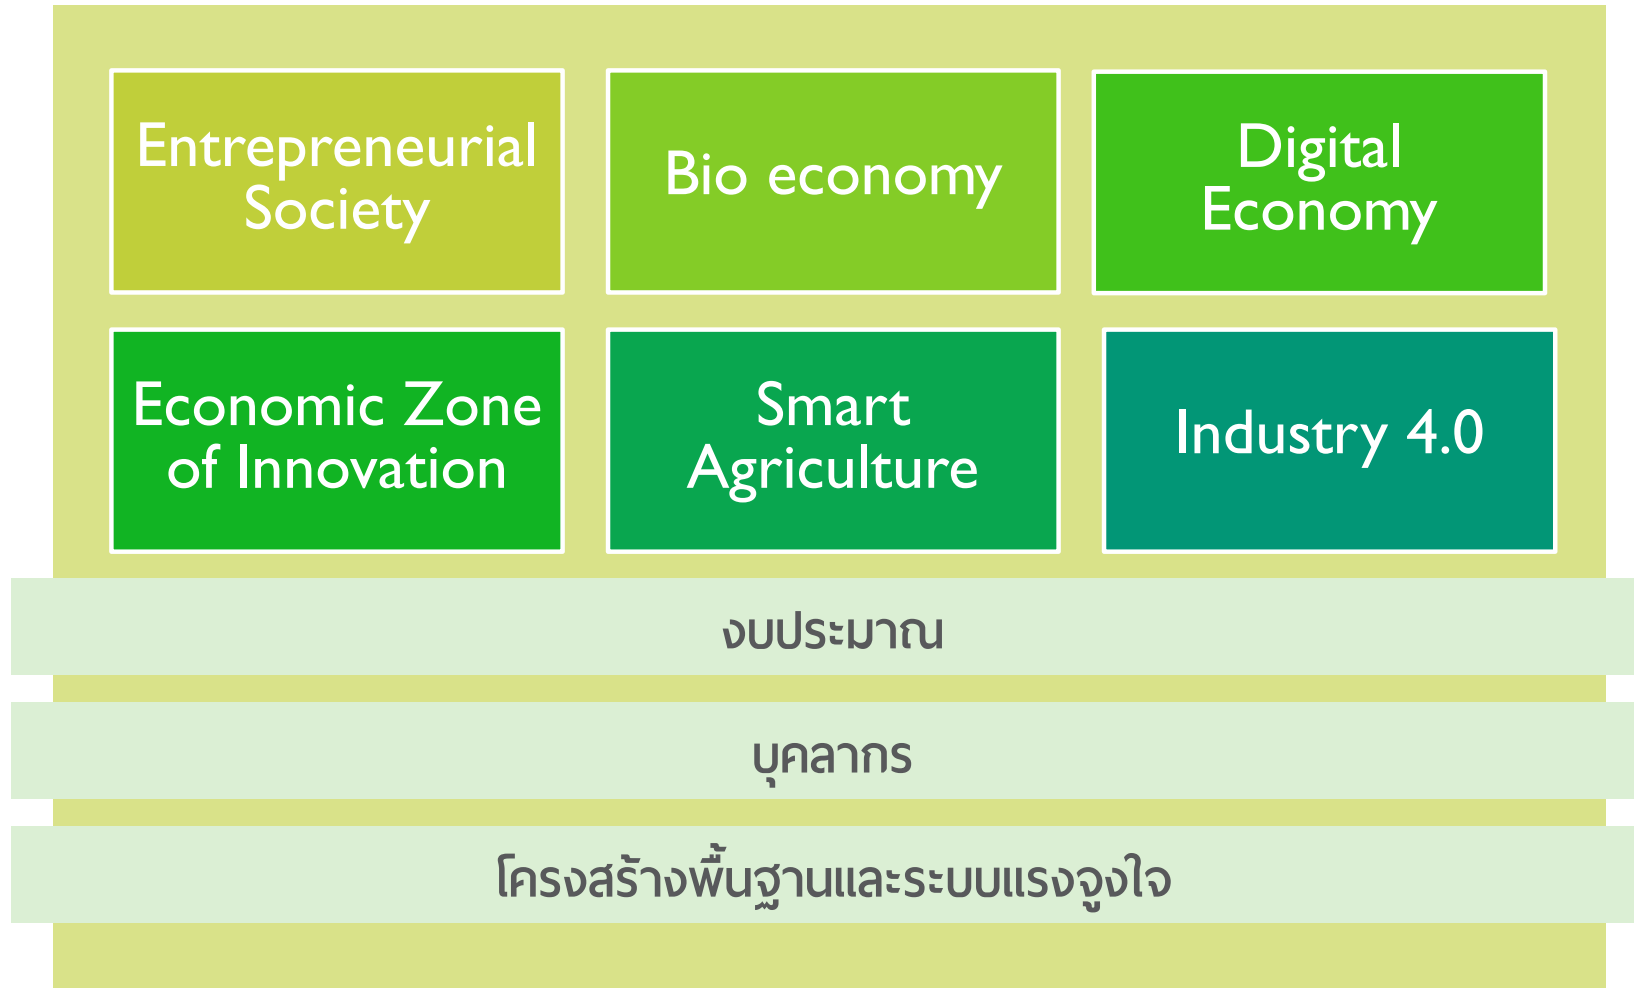 Entrepreneurial
Society
Bio economy
Digital
Economy
Economic Zone
of Innovation
Smart
Agriculture
Industry 4.0
งบประมาณ
บุคลากร
โครงสร้างพื้นฐานและระบบแรงจูงใจ